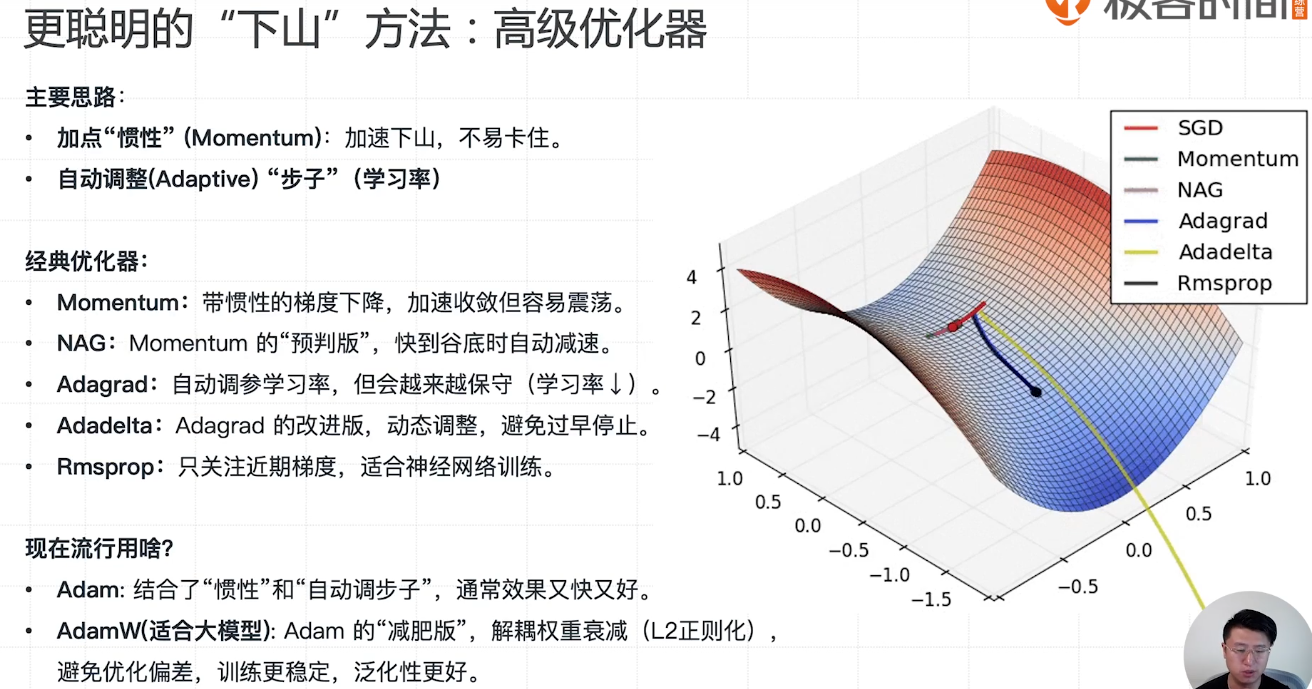 更聪明的“下山”方法：高级优化器
极客时间
主要思路：
• 加点“惯性”（Momentum）：加速下山，不易卡住。
• 自动调整(Adaptive)“步子”（学习率）
经典优化器：
• Momentum：带惯性的梯度下降，加速收敛但容易震荡。
• NAG：Momentum 的“预判版”，快到谷底时自动减速。
• Adagrad：自动调参学习率，但会越来越保守（学习率↓）。
• Adadelta：Adagrad 的改进版，动态调整，避免过早停止。
• Rmsprop：只关注近期梯度，适合神经网络训练。
现在流行用啥?
• Adam: 结合了“惯性”和“自动调步子”，通常效果又快又好。
• AdamW(适合大模型): Adam 的“减肥版”，解耦权重衰减（L2正则化），
避免优化偏差，训练更稳定，泛化性更好。
SGD
Momentum
NAG
Adagrad
Adadelta
Rmsprop
4
2
0
−2
−4
1.0
0.5
0.0
−0.5
−1.0
−1.5
−0.5
0.0
0.5
1.0